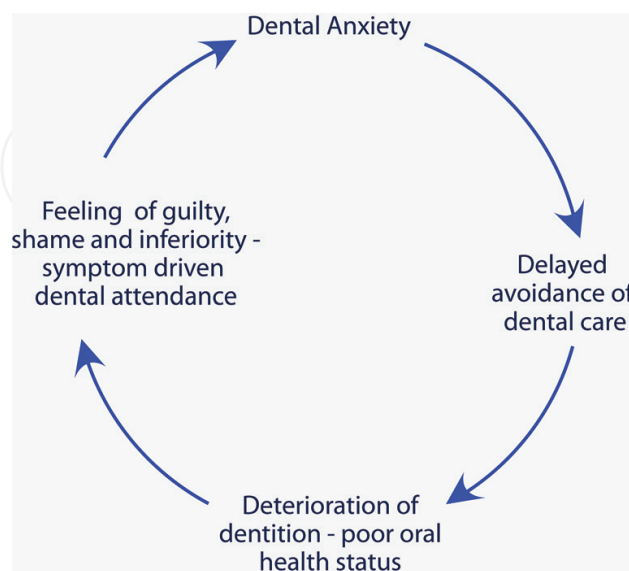 Dental Anxiety
Delayed
avoidance of
dental care
Deterioration of
dentition - poor oral
health status
Feeling of guilty,
shame and inferiority -
symptom driven
dental attendance